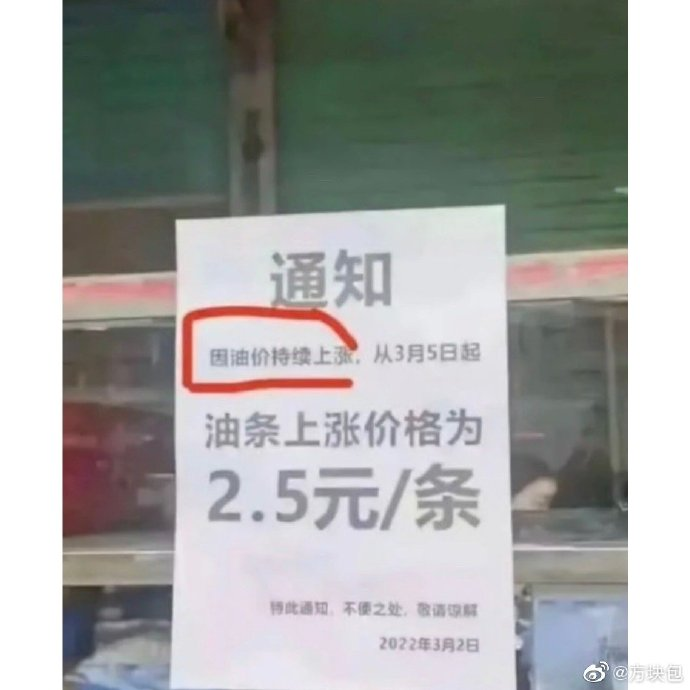 通知
因油价持续上涨，从3月5日起
油条上涨价格为
2.5元/条
特此通知，不便之处，敬请谅解
2022年3月2日
@方块包